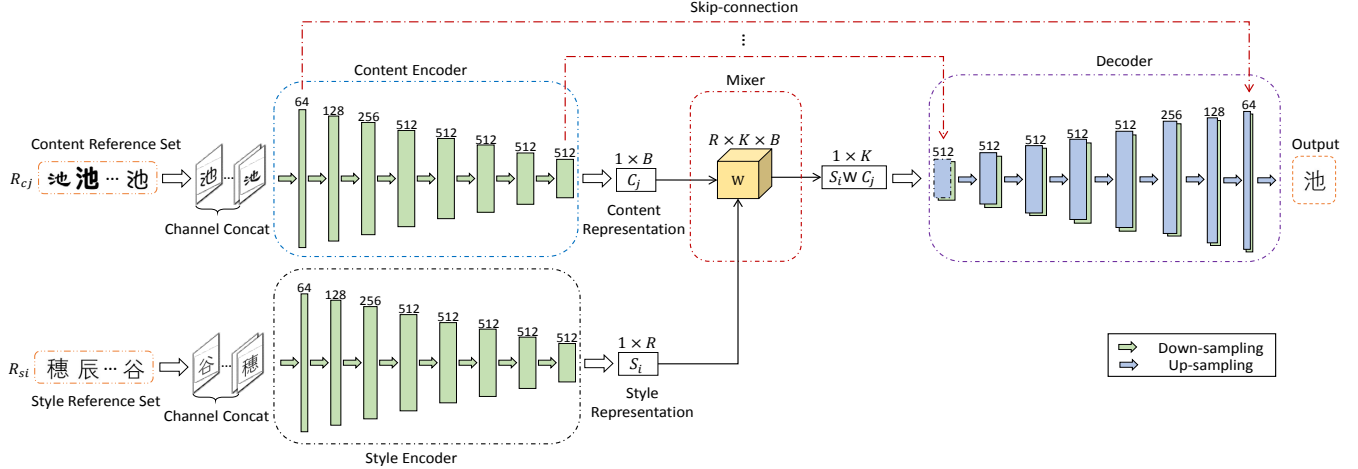 Skip-connection
⋮
Content Encoder
Mixer
Decoder
64
128
256
512
512
512
512
512
512
512
512
512
512
256
128
64
Content Reference Set
R_cj
池 池 ··· 池
池 ··· 池
Channel Concat
1 × B
C_j
Content
Representation
R × K × B
W
1 × K
S_iW C_j
Output
池
64
128
256
512
512
512
512
512
R_si
穗 辰 ··· 谷
Style Reference Set
谷 ··· 穗
Channel Concat
1 × R
S_i
Style
Representation
Style Encoder
Down-sampling
Up-sampling